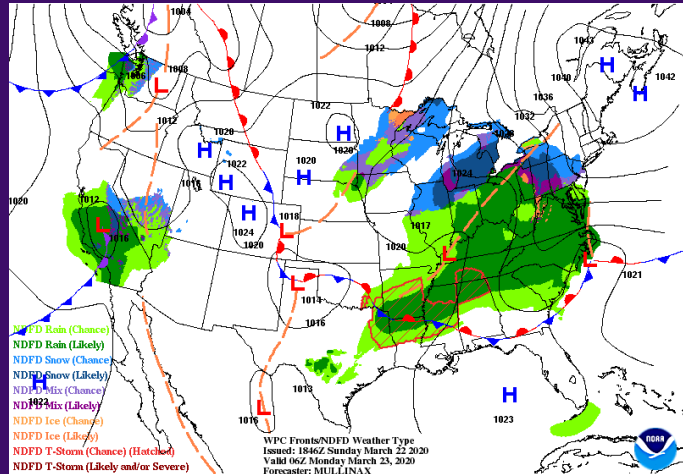 1004
1008
1012
1043
1040
1042
H
H
1006
1008
L
1036
1032
1022
1012
1020
H
1020
1028
H
1022
1020
H
1024
H
H
1012
1020
1024
1020
1018
L
1017
1020
L
1016
L
L
1021
L
1014
1016
NDFD Rain (Chance)
NDFD Rain (Likely)
NDFD Snow (Chance)
NDFD Snow (Likely)
NDFD Mix (Chance)
NDFD Mix (Likely)
NDFD Ice (Chance)
NDFD Ice (Likely)
NDFD T-Storm (Chance) (Hatched)
NDFD T-Storm (Likely and/or Severe)
H
1022
1013
H
1023
1016
L
WPC Fronts/NDFD Weather Type
Issued: 1846Z Sunday March 22 2020
Valid 06Z Monday March 23, 2020
Forecaster: MULLINAX
NOAA